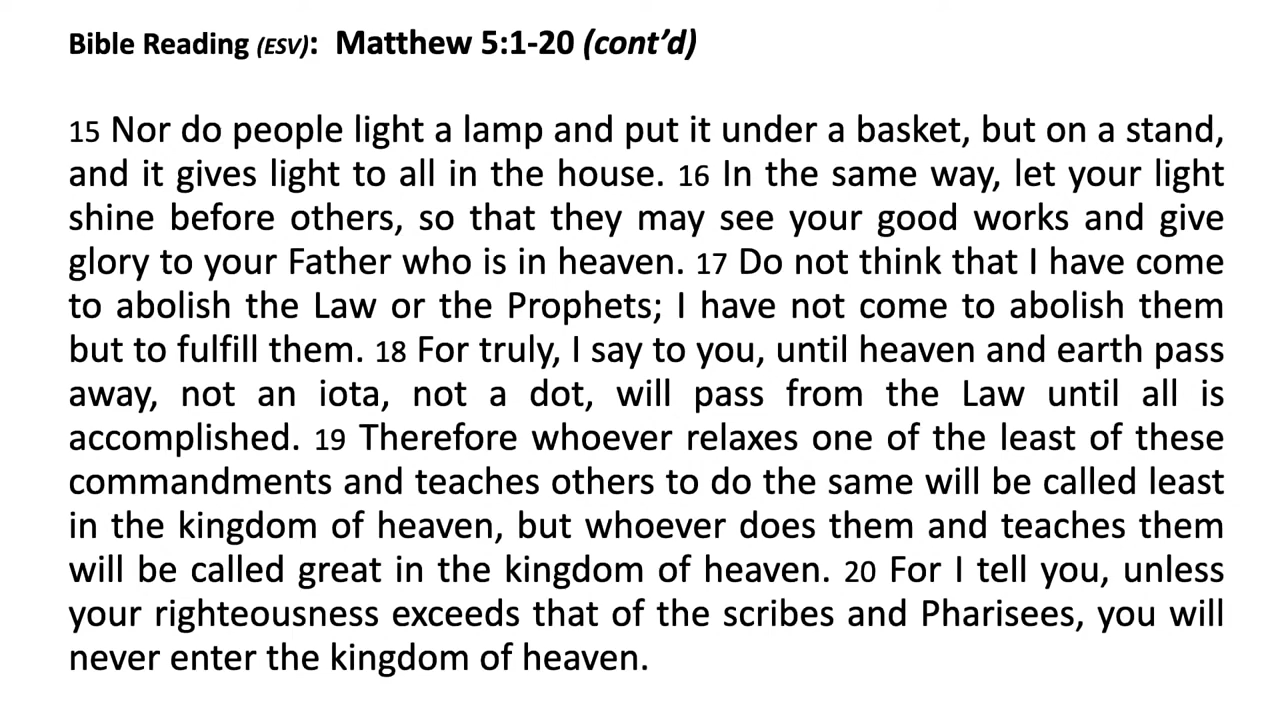 Bible Reading (ESV): Matthew 5:1-20 (cont’d)
15 Nor do people light a lamp and put it under a basket, but on a stand,
and it gives light to all in the house. 16 In the same way, let your light
shine before others, so that they may see your good works and give
glory to your Father who is in heaven. 17 Do not think that I have come
to abolish the Law or the Prophets; I have not come to abolish them
but to fulfill them. 18 For truly, I say to you, until heaven and earth pass
away, not an iota, not a dot, will pass from the Law until all is
accomplished. 19 Therefore whoever relaxes one of the least of these
commandments and teaches others to do the same will be called least
in the kingdom of heaven, but whoever does them and teaches them
will be called great in the kingdom of heaven. 20 For I tell you, unless
your righteousness exceeds that of the scribes and Pharisees, you will
never enter the kingdom of heaven.